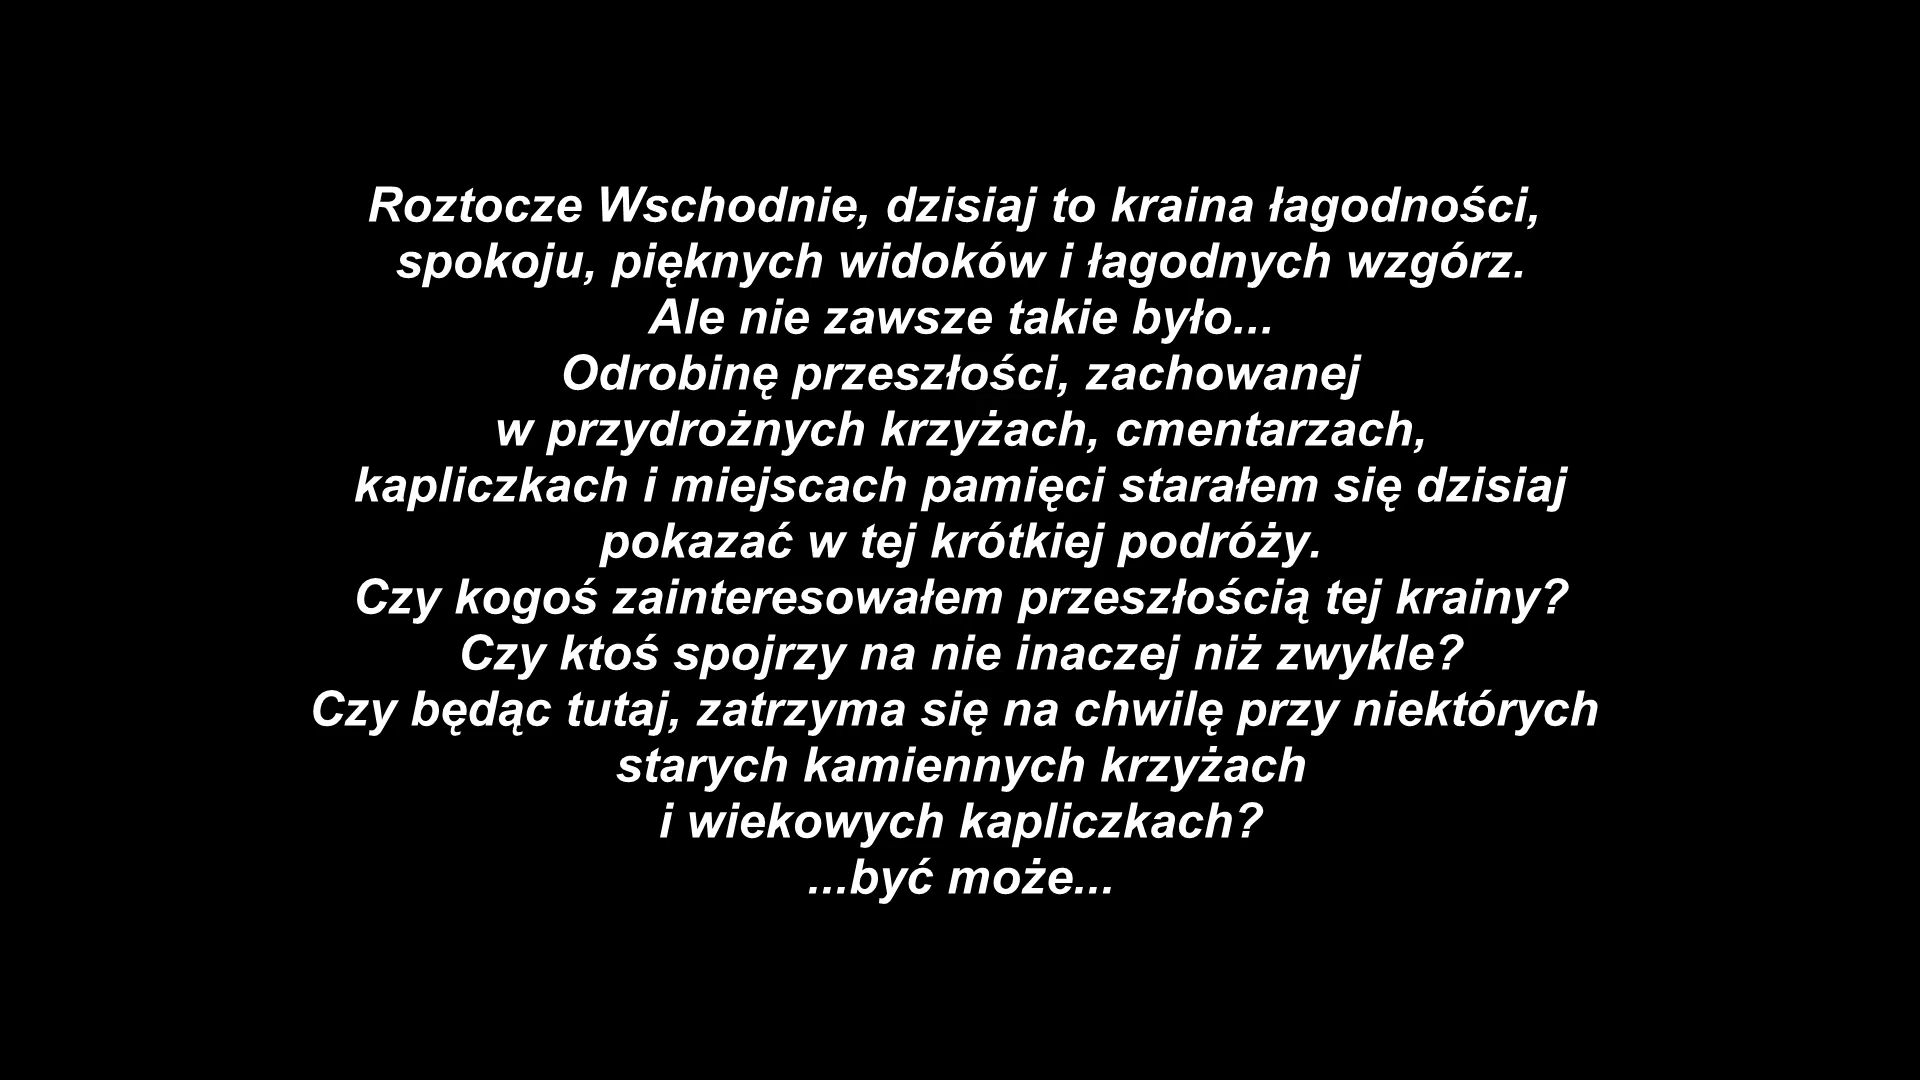 Roztocze Wschodnie, dzisiaj to kraina łagodności,
spokoju, pięknych widoków i łagodnych wzgórz.
Ale nie zawsze takie było...
Odrobinę przeszłości, zachowanej
w przydrożnych krzyżach, cmentarzach,
kapliczkach i miejscach pamięci starałem się dzisiaj
pokazać w tej krótkiej podróży.
Czy kogoś zainteresowałem przeszłością tej krainy?
Czy ktoś spojrzy na nie inaczej niż zwykle?
Czy będąc tutaj, zatrzyma się na chwilę przy niektórych
starych kamiennych krzyżach
i wiekowych kapliczkach?
...być może...